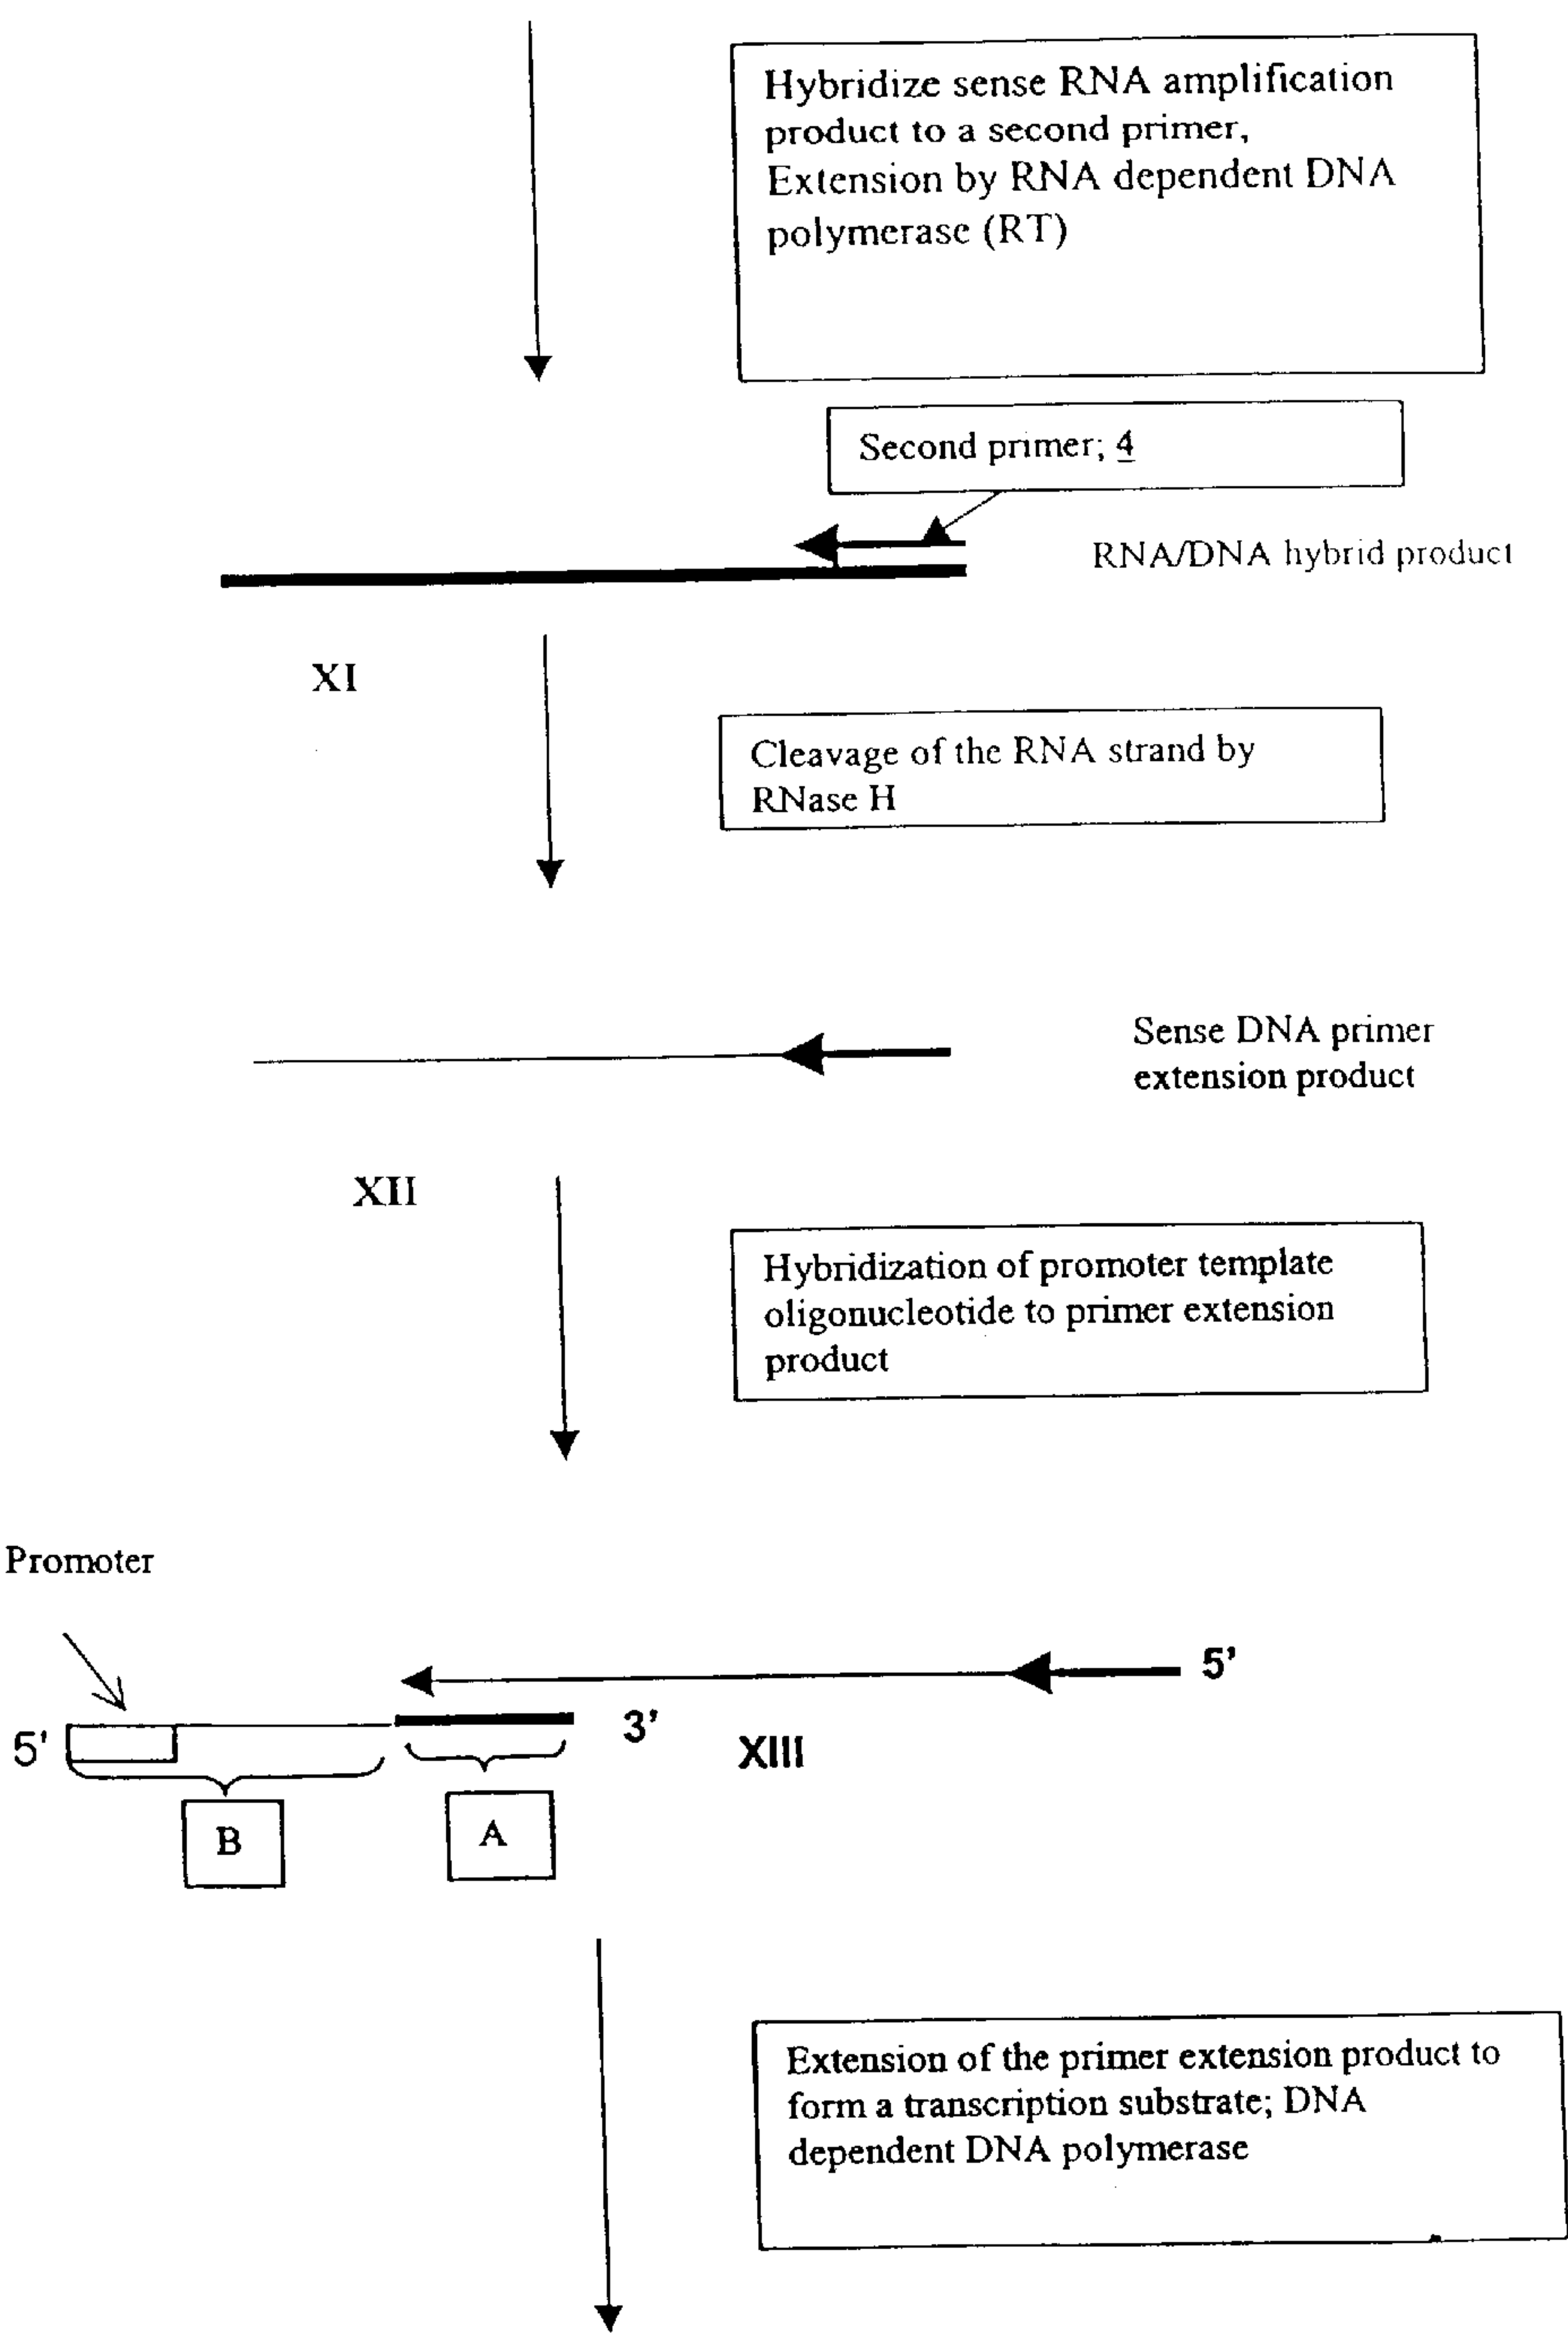 Hybridize sense RNA amplification
product to a second primer,
Extension by RNA dependent DNA
polymerase (RT)
Second primer; 4
RNA/DNA hybrid product
XI
Cleavage of the RNA strand by
RNase H
Sense DNA primer
extension product
XII
Hybridization of promoter template
oligonucleotide to primer extension
product
Promoter
5'
5'
3'
XIII
B
A
Extension of the primer extension product to
form a transcription substrate; DNA
dependent DNA polymerase